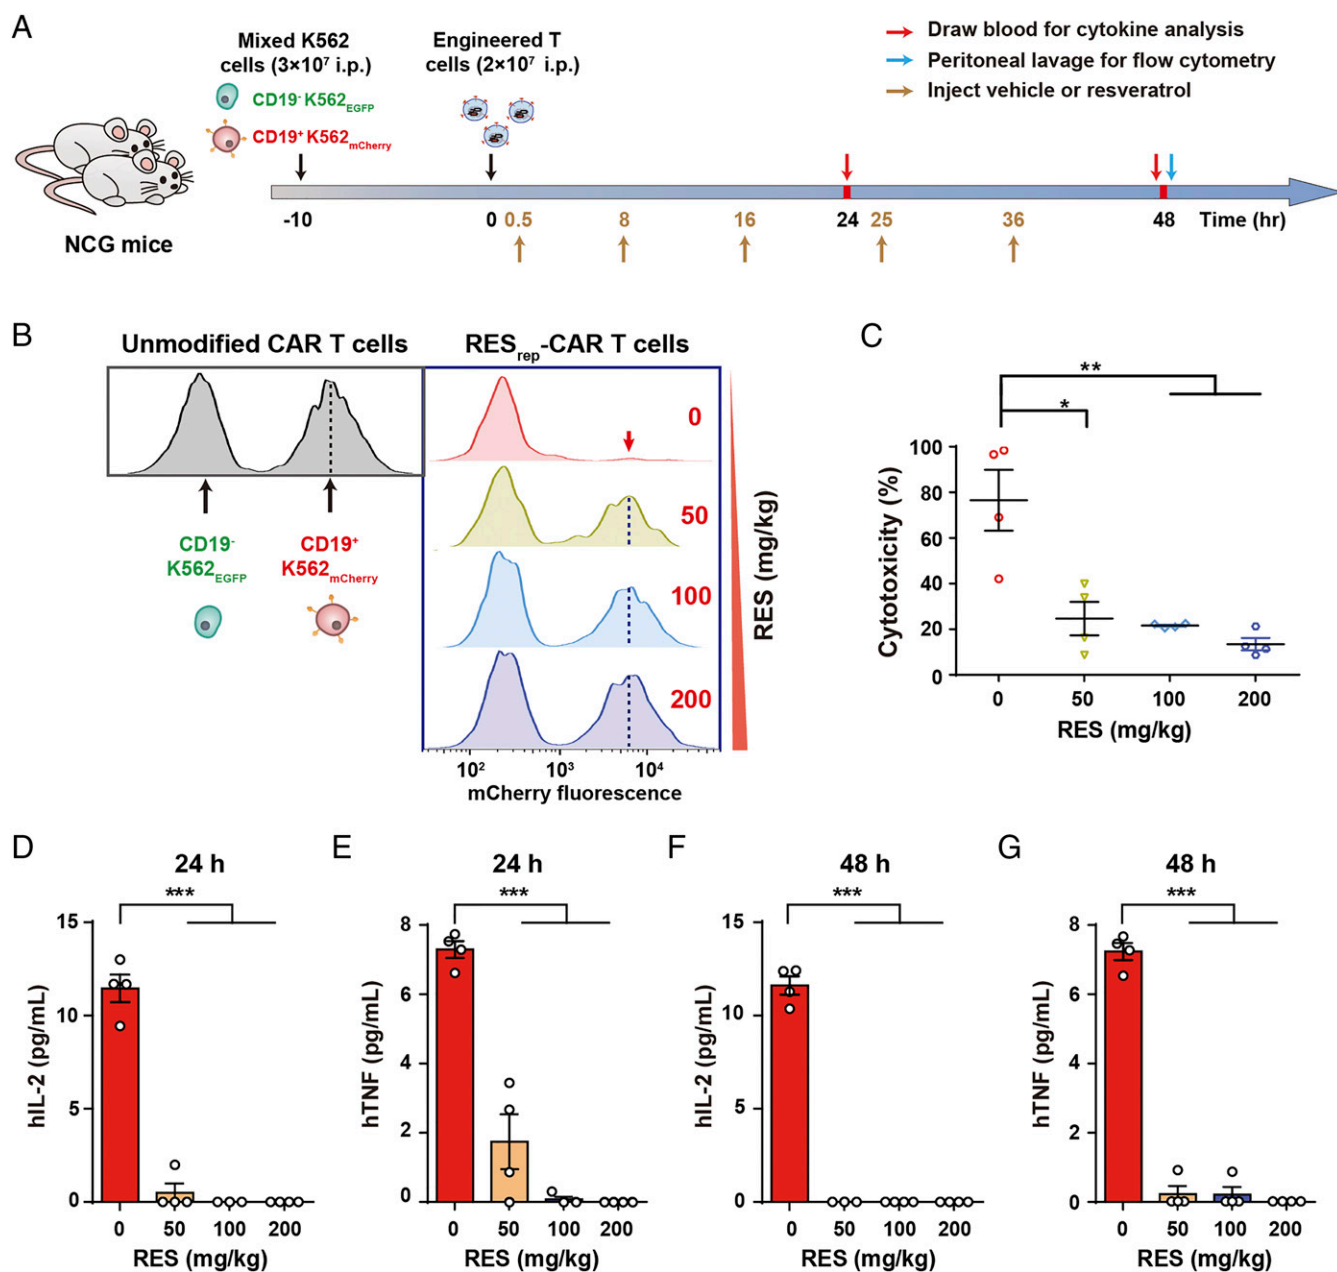 A
Mixed K562
cells (3×10⁷ i.p.)
CD19⁻ K562EGFP
CD19⁺ K562mCherry
Engineered T
cells (2×10⁷ i.p.)
Draw blood for cytokine analysis
Peritoneal lavage for flow cytometry
Inject vehicle or resveratrol
NCG mice
-10 0 0.5 8 16 24 25 36 48 Time (hr)
B
Unmodified CAR T cells
RESrep-CAR T cells
CD19⁻
K562EGFP
CD19⁺
K562mCherry
0
50
100
200
RES (mg/kg)
10² 10³ 10⁴
mCherry fluorescence
C
**
*
Cytotoxicity (%)
100
80
60
40
20
0
0 50 100 200
RES (mg/kg)
D
24 h
***
hIL-2 (pg/mL)
15
10
5
0
0 50 100 200
RES (mg/kg)
E
24 h
***
hTNF (pg/mL)
8
6
4
2
0
0 50 100 200
RES (mg/kg)
F
48 h
***
hIL-2 (pg/mL)
15
10
5
0
0 50 100 200
RES (mg/kg)
G
48 h
***
hTNF (pg/mL)
8
6
4
2
0
0 50 100 200
RES (mg/kg)